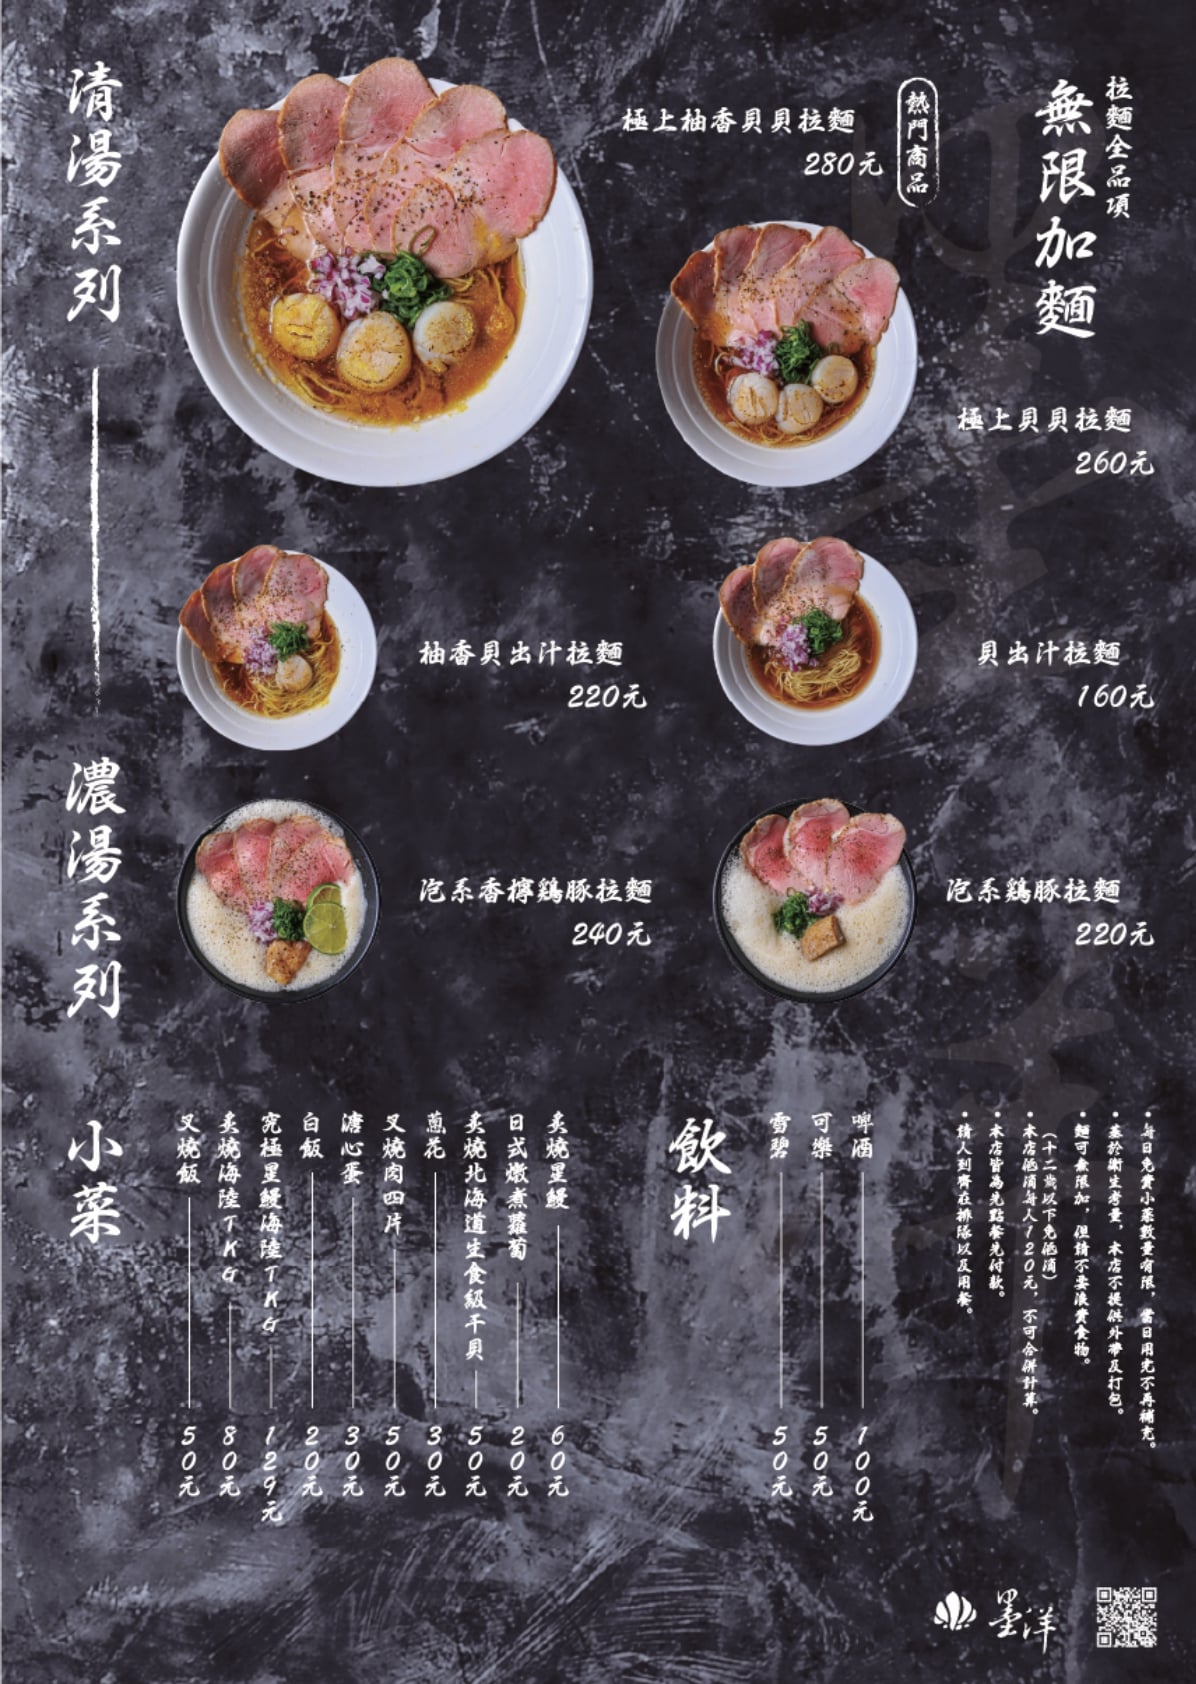 拉麵全品項
無限加麵
清湯系列
熱門商品
極上柚香貝貝拉麵
280元
極上貝貝拉麵
260元
柚香貝出汁拉麵
220元
貝出汁拉麵
160元
濃湯系列
泡系香檸鷄豚拉麵
240元
泡系鷄豚拉麵
220元
小菜
叉燒飯 50元
炙燒海陸TKG 80元
究極星鰻海陸TKG 129元
白飯 20元
溏心蛋 30元
叉燒肉四片 50元
蔥花 30元
炙燒北海道生食級干貝 50元
日式燉煮蘿蔔 20元
炙燒星鰻 60元
飲料
雪碧 50元
可樂 50元
啤酒 100元
•每日免費小菜數量有限，當日用完不再補充。
•基於衛生考量，本店不提供外帶及打包。
•麵可無限加，但請不要浪費食物。
（十二歲以下免低消）
•本店低消每人120元，不可合併計算。
•本店皆為先點餐先付款。
•請人到齊在排隊以及用餐。
墨洋